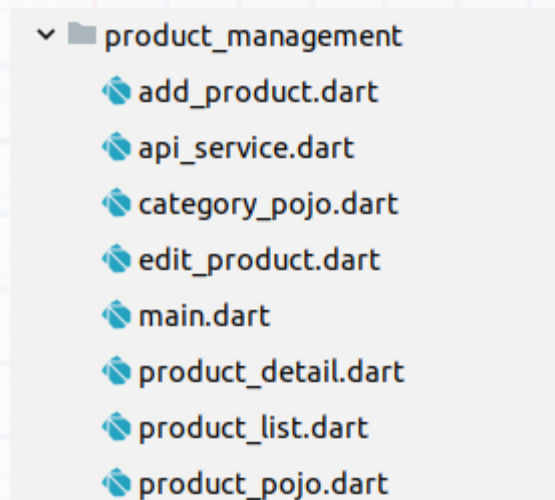 product_management
add_product.dart
api_service.dart
category_pojo.dart
edit_product.dart
main.dart
product_detail.dart
product_list.dart
product_pojo.dart